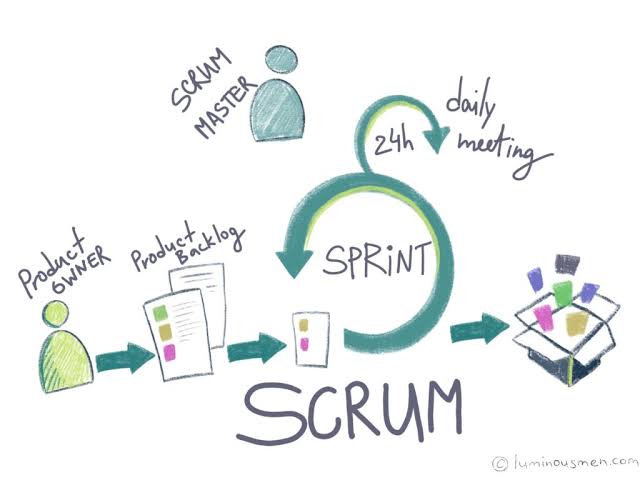 SCRUM
MASTER
daily
24h
meeting
Product
OWNER
Product
Backlog
SPRINT
SCRUM
© luminousmen.com